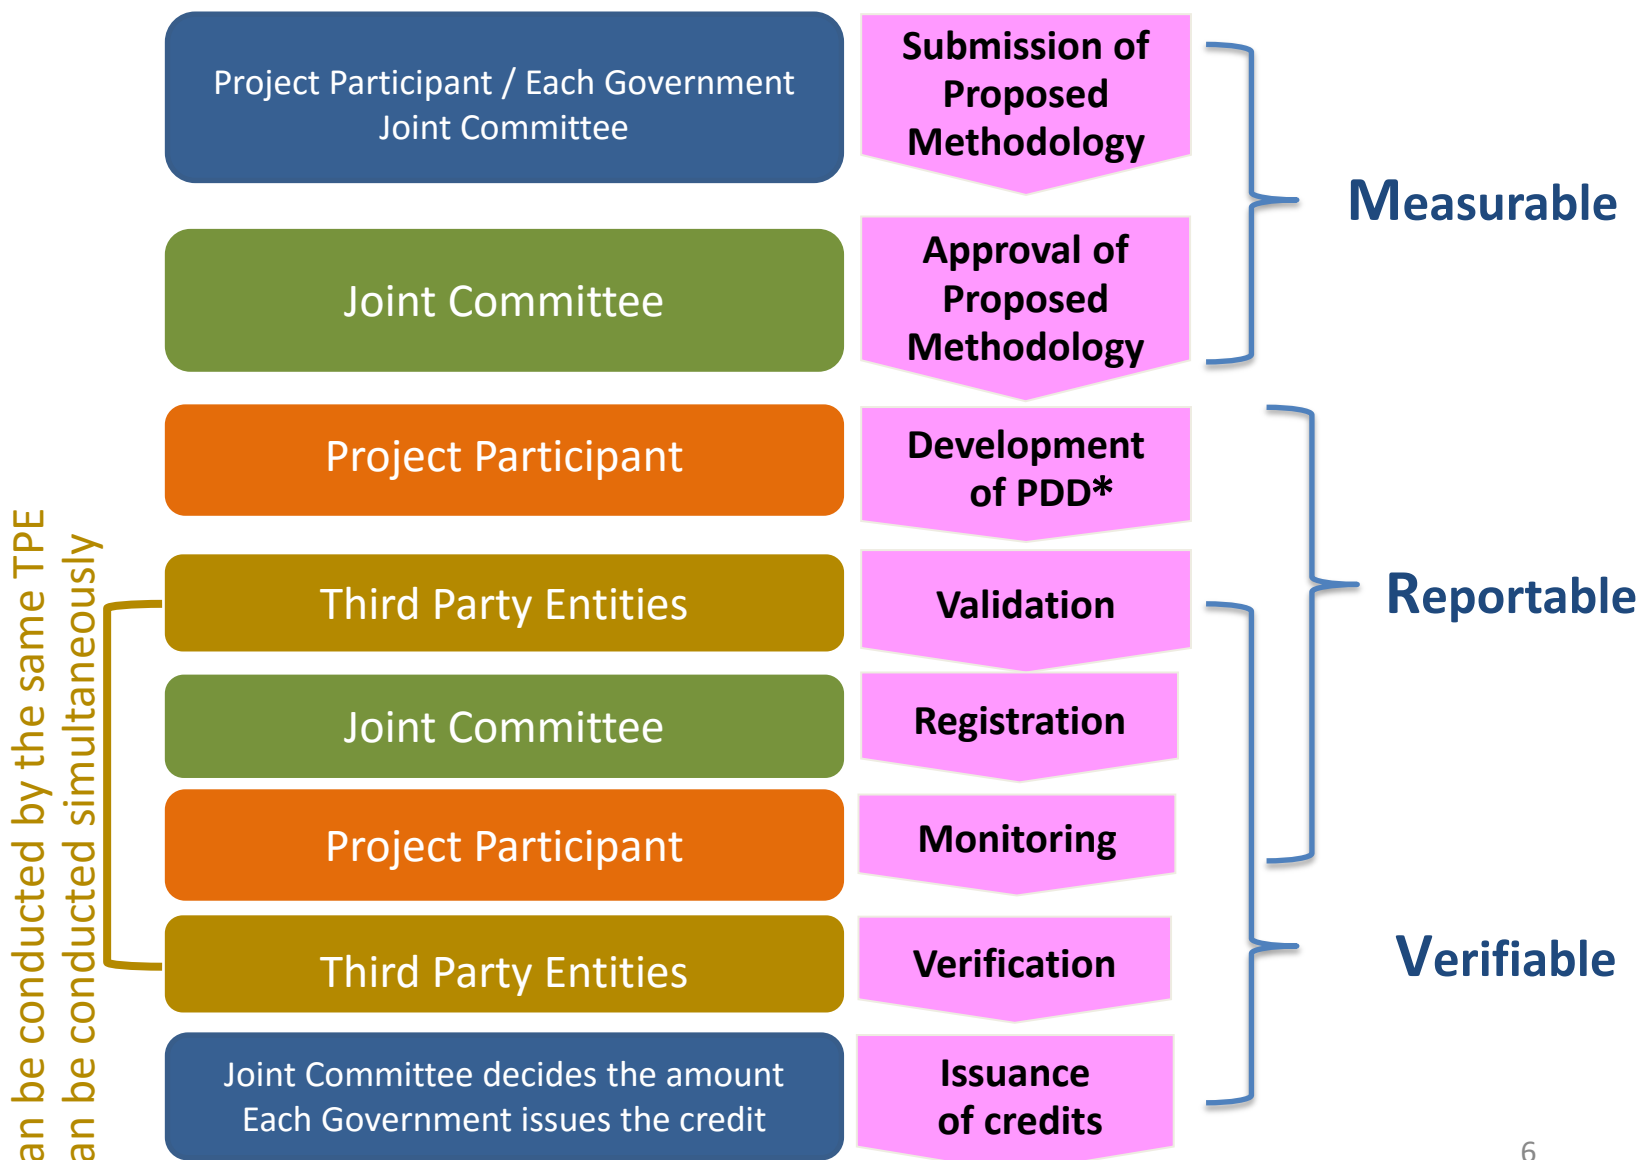 Project Participant / Each Government
Joint Committee
Submission of
Proposed
Methodology
Measurable
Joint Committee
Approval of
Proposed
Methodology
Project Participant
Development
of PDD*
Third Party Entities
Validation
Reportable
Joint Committee
Registration
Project Participant
Monitoring
Third Party Entities
Verification
Verifiable
Joint Committee decides the amount
Each Government issues the credit
Issuance
of credits
an be conducted by the same TPE
an be conducted simultaneously
6